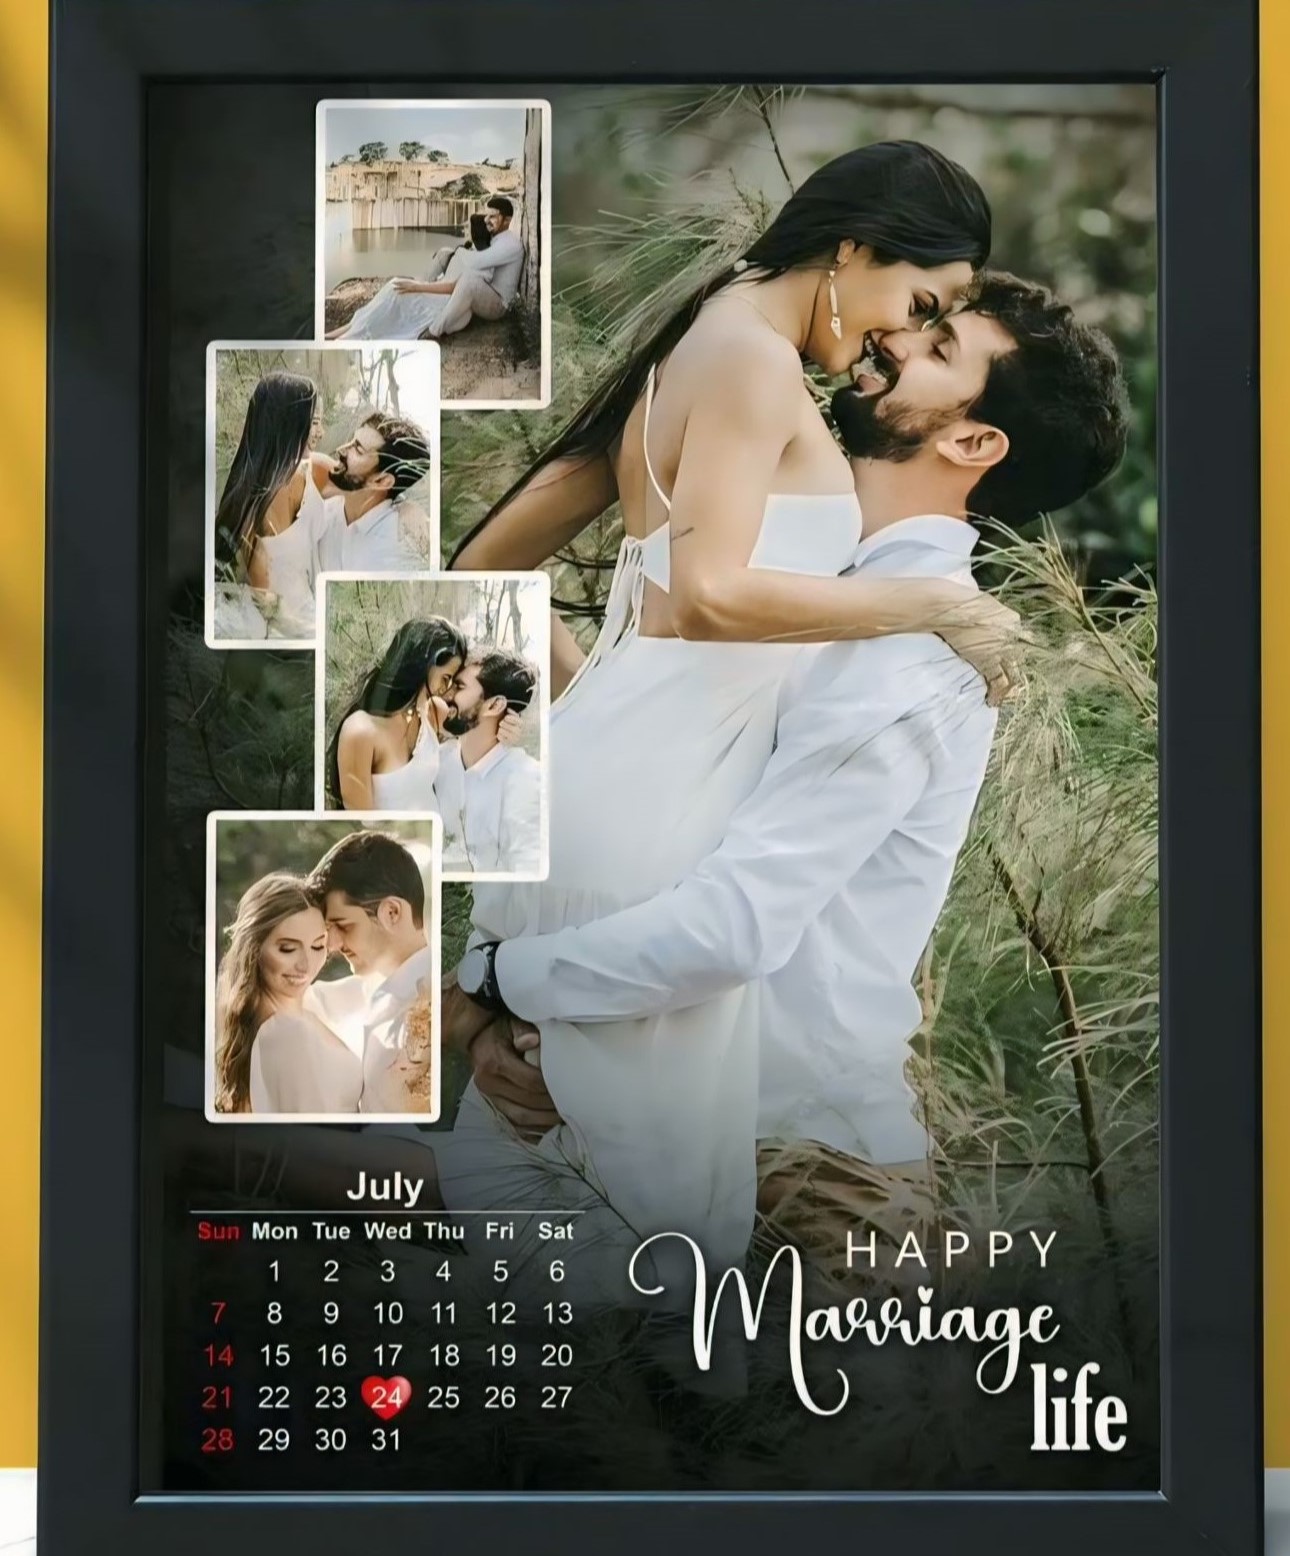 July
Sun Mon Tue Wed Thu Fri Sat
1 2 3 4 5 6
7 8 9 10 11 12 13
14 15 16 17 18 19 20
21 22 23 24 25 26 27
28 29 30 31
HAPPY
Marriage
life